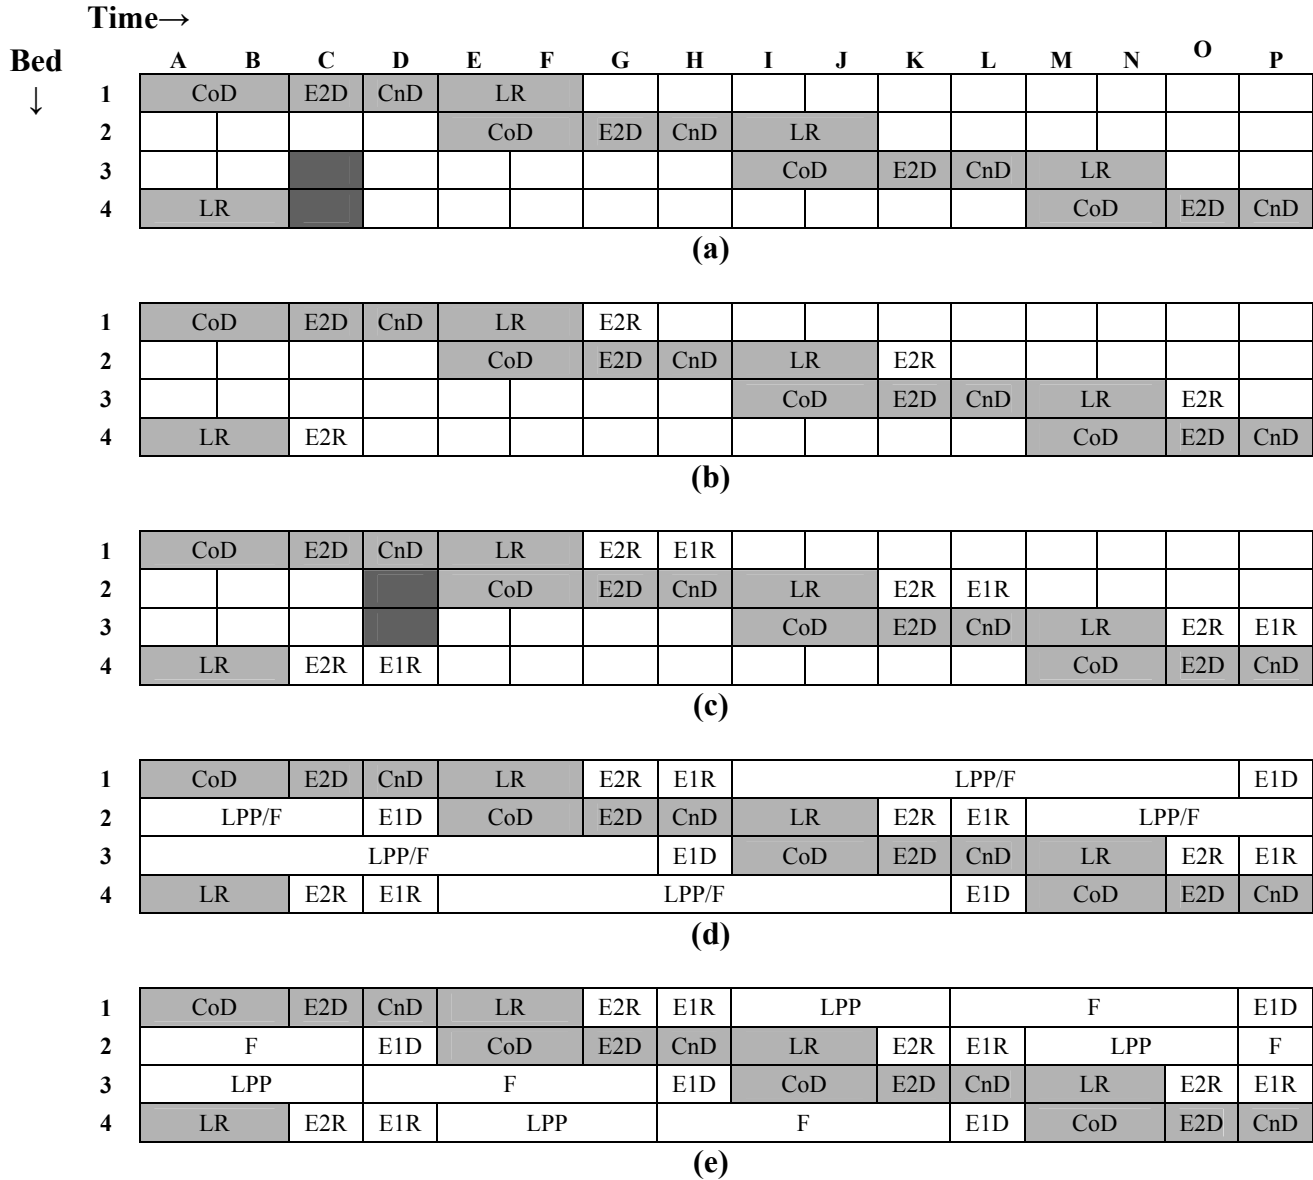 Time→
Bed A B C D E F G H I J K L M N O P
↓
1 CoD E2D CnD LR
2 CoD E2D CnD LR
3 CoD E2D CnD LR
4 LR CoD E2D CnD
(a)
1 CoD E2D CnD LR E2R
2 CoD E2D CnD LR E2R
3 CoD E2D CnD LR E2R
4 LR E2R CoD E2D CnD
(b)
1 CoD E2D CnD LR E2R E1R
2 CoD E2D CnD LR E2R E1R
3 CoD E2D CnD LR E2R E1R
4 LR E2R E1R CoD E2D CnD
(c)
1 CoD E2D CnD LR E2R E1R LPP/F E1D
2 LPP/F E1D CoD E2D CnD LR E2R E1R LPP/F
3 LPP/F E1D CoD E2D CnD LR E2R E1R
4 LR E2R E1R LPP/F E1D CoD E2D CnD
(d)
1 CoD E2D CnD LR E2R E1R LPP F E1D
2 F E1D CoD E2D CnD LR E2R E1R LPP F
3 LPP F E1D CoD E2D CnD LR E2R E1R
4 LR E2R E1R LPP F E1D CoD E2D CnD
(e)